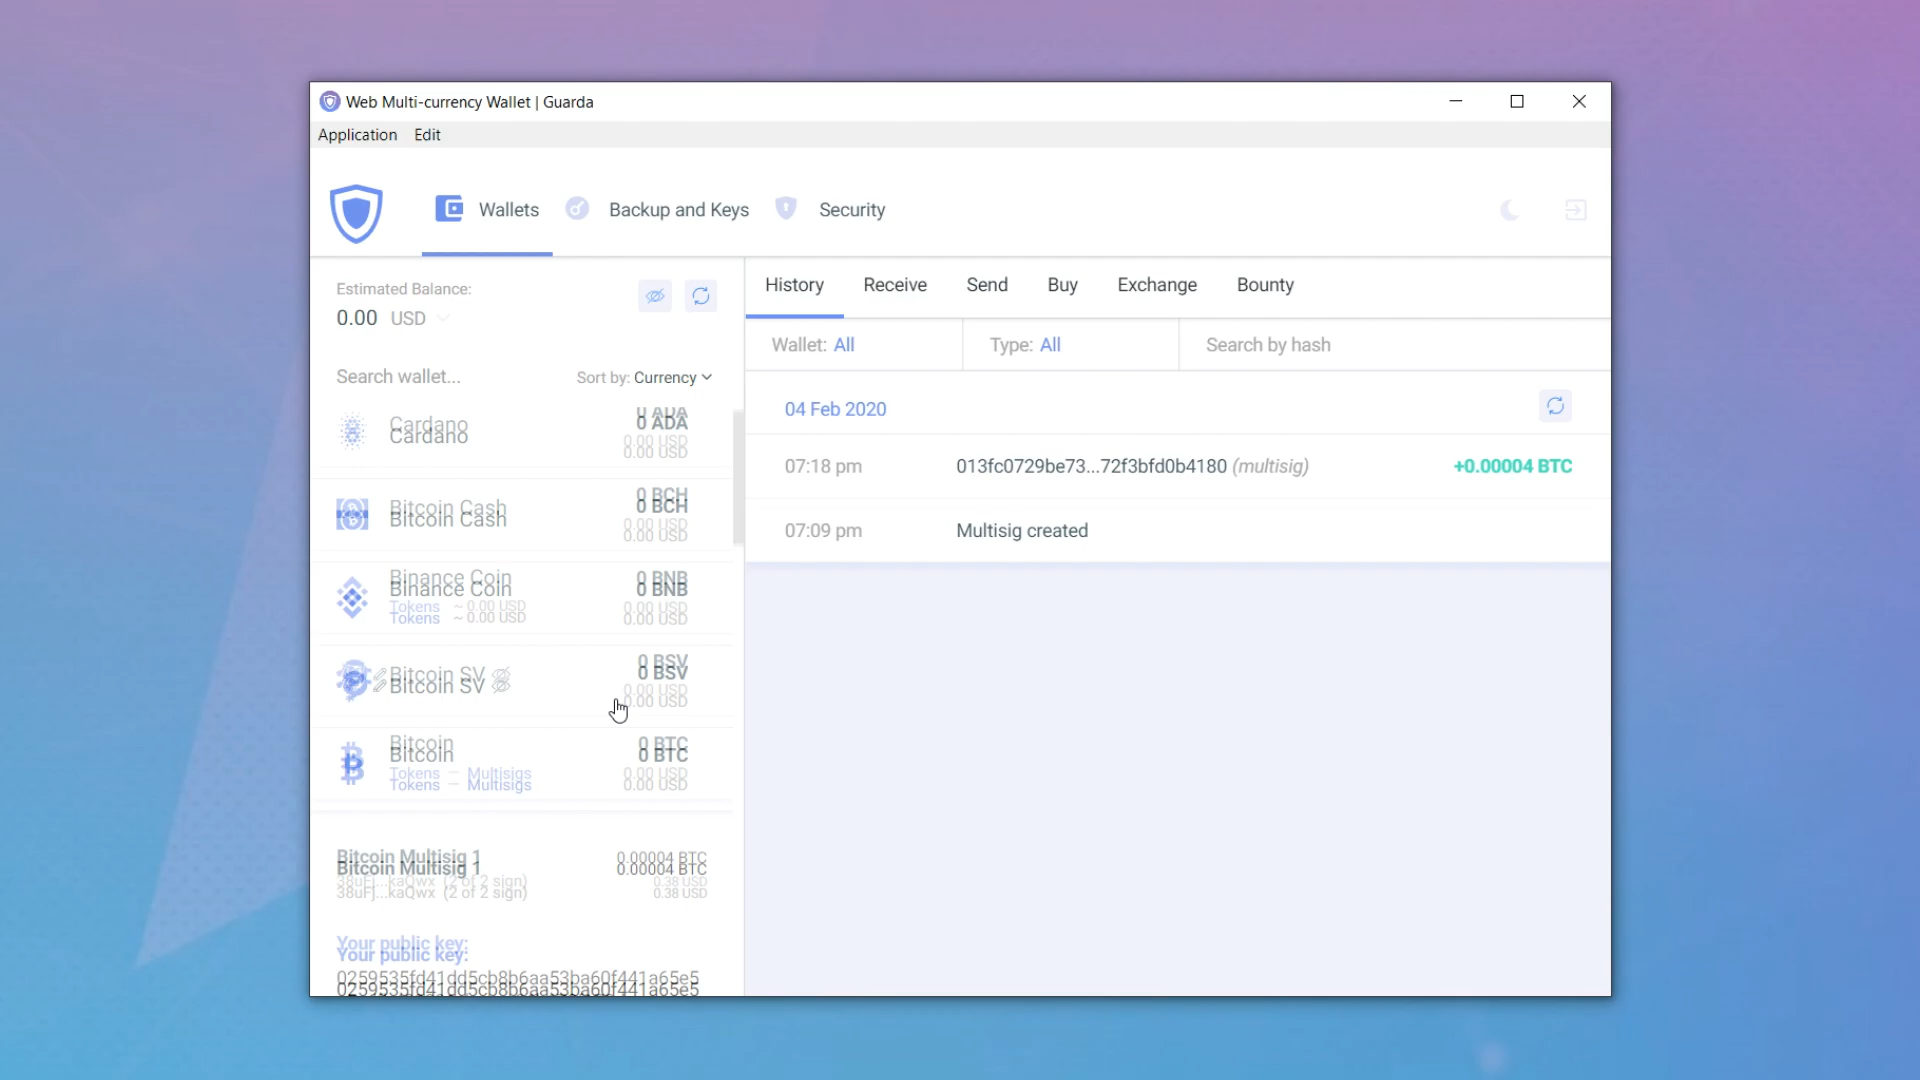 Web Multi-currency Wallet | Guarda
Application Edit
Wallets Backup and Keys Security
Estimated Balance:
0.00 USD
History Receive Send Buy Exchange Bounty
Wallet: All Type: All Search by hash
Search wallet... Sort by: Currency
04 Feb 2020
Cardano 0 ADA
0.00 USD
07:18 pm 013fc0729be73...72f3bfd0b4180 (multisig) +0.00004 BTC
Bitcoin Cash 0 BCH
0.00 USD
07:09 pm Multisig created
Binance Coin 0 BNB
Tokens ~ 0.00 USD 0.00 USD
Bitcoin SV 0 BSV
0.00 USD
Bitcoin 0 BTC
Tokens — Multisigs 0.00 USD
Bitcoin Multisig 1 0.00004 BTC
38uFj...kaQwx (2 of 2 sign) 0.38 USD
Your public key:
0259535fd41dd5cb8b6aa53ba60f441a65e5